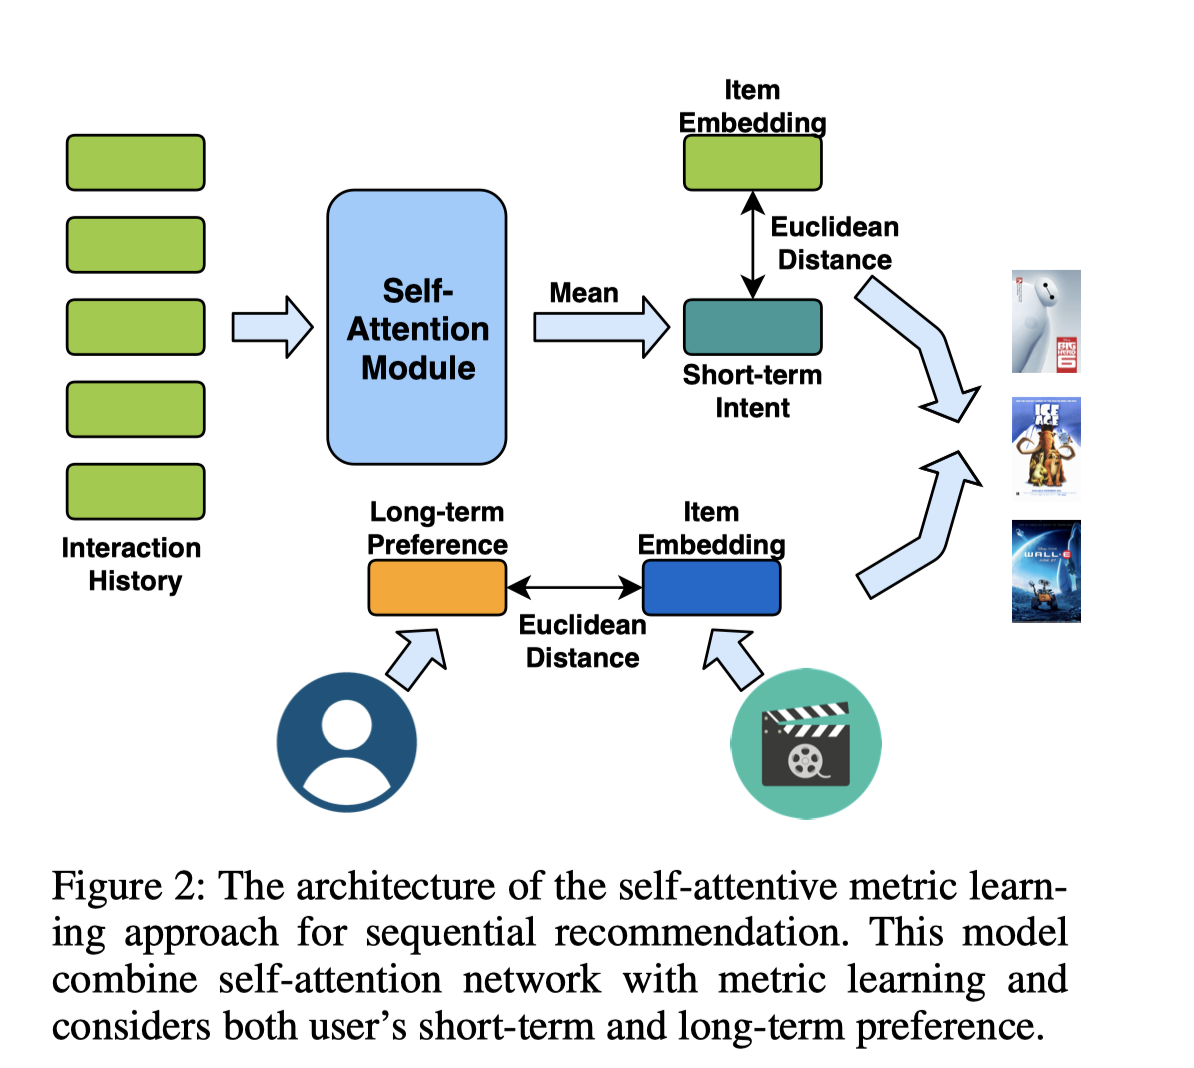 Item
Embedding
Euclidean
Distance
Self-
Attention
Module
Mean
Short-term
Intent
BIG
HERO
6
ICE
AGE
Long-term
Preference
Item
Embedding
WALL·E
Interaction
History
Euclidean
Distance
Figure 2: The architecture of the self-attentive metric learn-
ing approach for sequential recommendation. This model
combine self-attention network with metric learning and
considers both user's short-term and long-term preference.